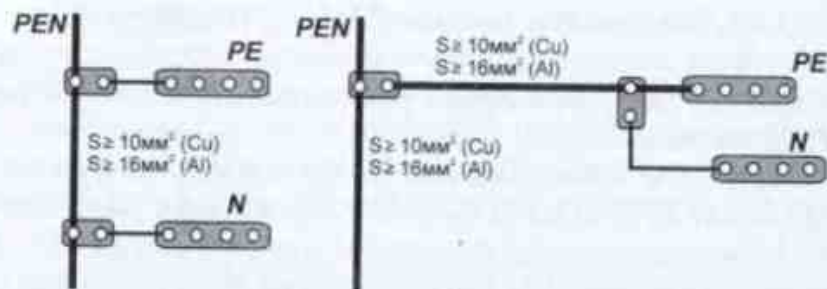 PEN
PE
S ≥ 10мм² (Cu)
S ≥ 16мм² (Al)
N
PEN
S ≥ 10мм² (Cu)
S ≥ 16мм² (Al)
PE
S ≥ 10мм² (Cu)
S ≥ 16мм² (Al)
N